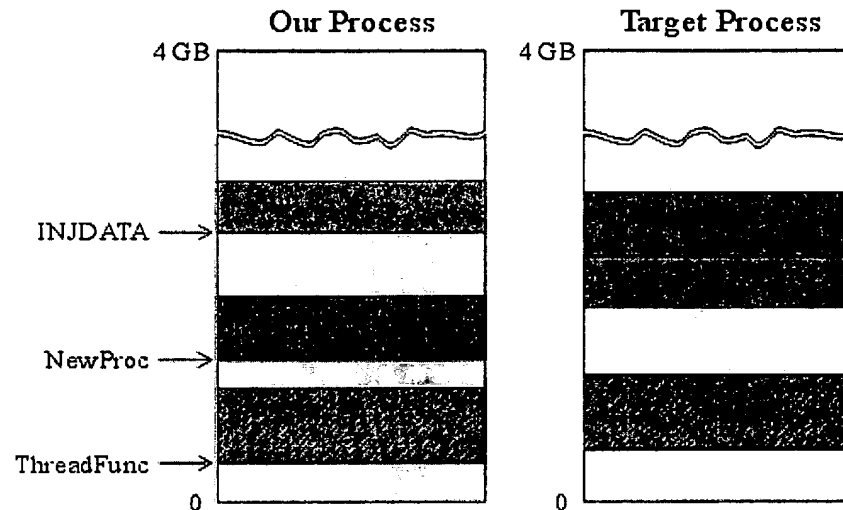 Our Process
Target Process
4 GB
4 GB
INJDATA
NewProc
ThreadFunc
0
0